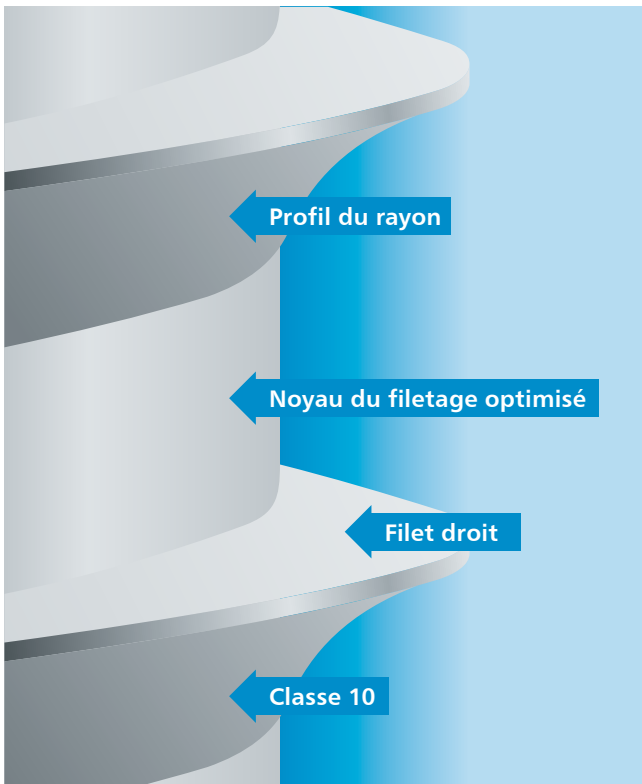 Profil du rayon
Noyau du filetage optimisé
Filet droit
Classe 10